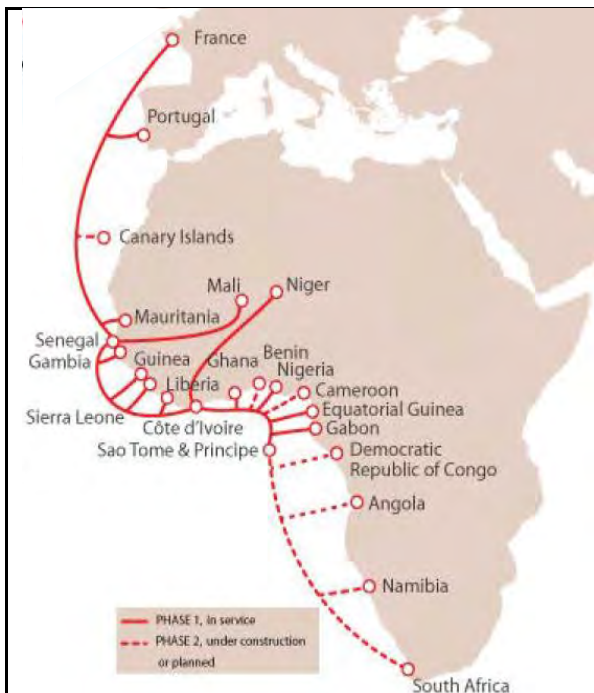 France
Portugal
Canary Islands
Mali
Niger
Mauritania
Senegal
Gambia
Guinea
Ghana
Benin
Nigeria
Liberia
Cameroon
Sierra Leone
Equatorial Guinea
Côte d'Ivoire
Gabon
Sao Tome & Principe
Democratic
Republic of Congo
Angola
Namibia
PHASE 1, in service
PHASE 2, under construction
or planned
South Africa